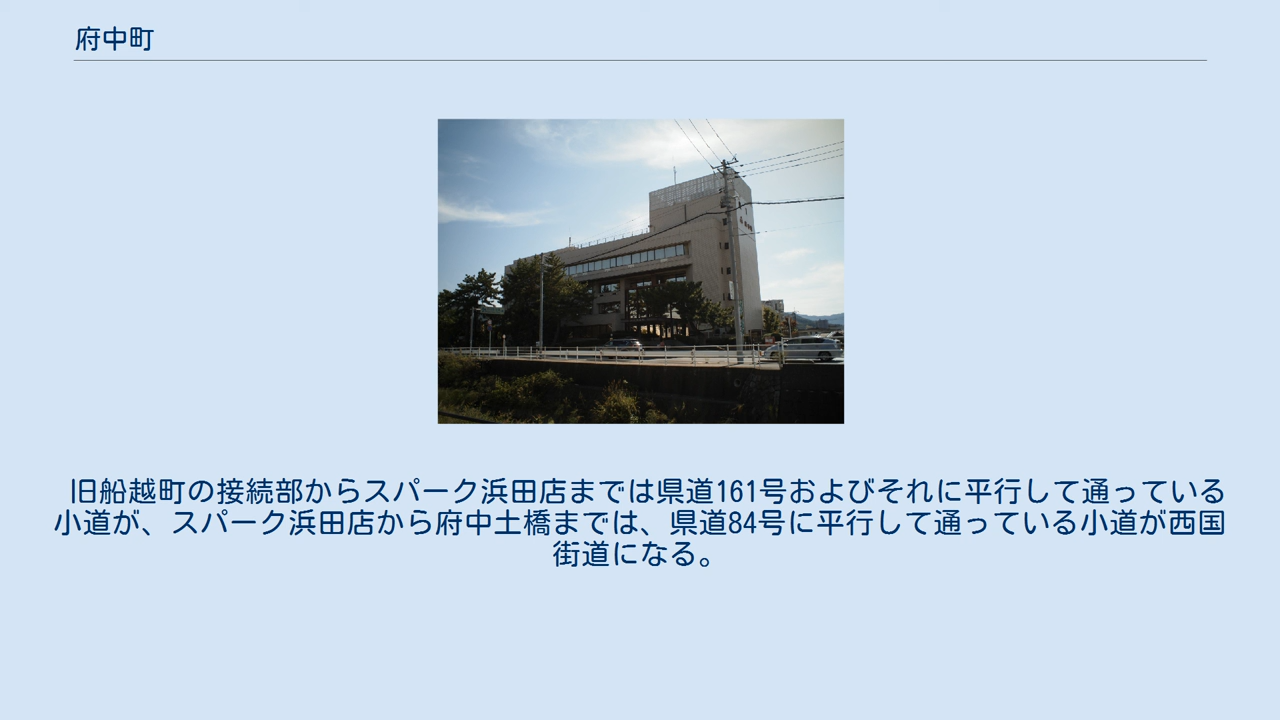 府中町
旧船越町の接続部からスパーク浜田店までは県道161号およびそれに平行して通っている
小道が、スパーク浜田店から府中土橋までは、県道84号に平行して通っている小道が西国
街道になる。